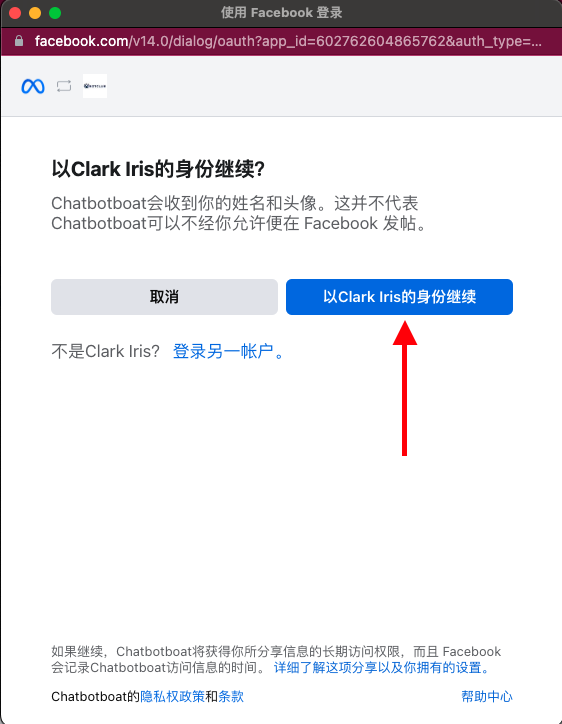 使用 Facebook 登录
facebook.com/v14.0/dialog/oauth?app_id=602762604865762&auth_type=...
以Clark Iris的身份继续?
Chatbotboat会收到你的姓名和头像。这并不代表
Chatbotboat可以不经你允许便在 Facebook 发帖。
取消
以Clark Iris的身份继续
不是Clark Iris? 登录另一帐户。
如果继续，Chatbotboat将获得你所分享信息的长期访问权限，而且 Facebook
会记录Chatbotboat访问信息的时间。 详细了解这项分享以及你拥有的设置。
Chatbotboat的隐私权政策和条款
帮助中心